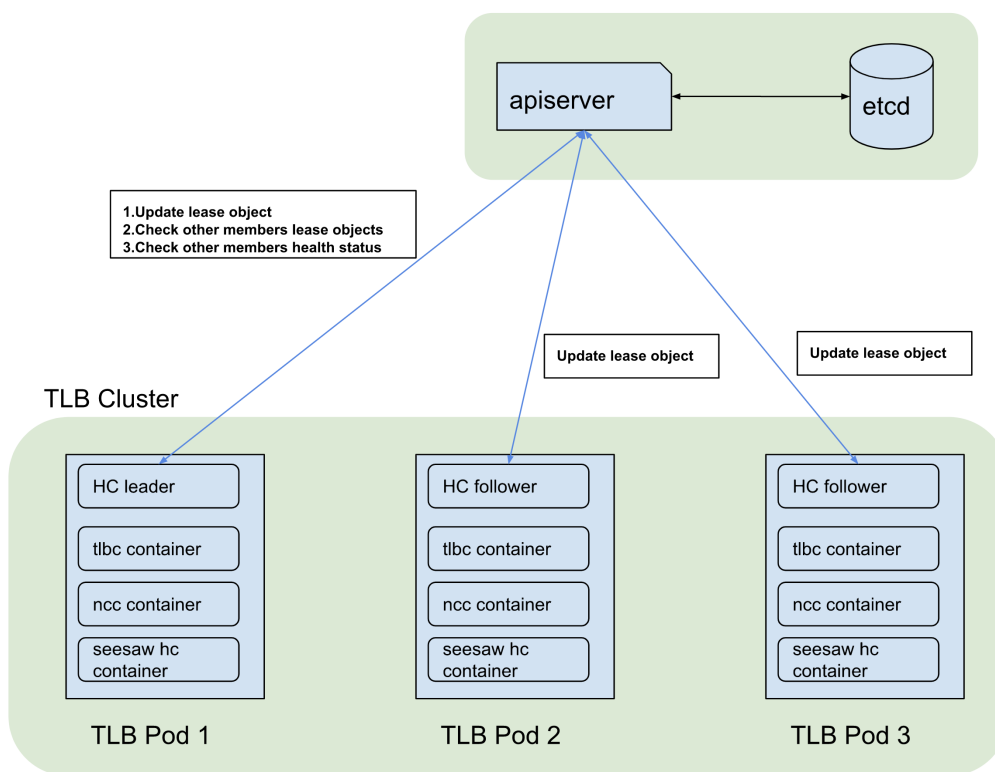 apiserver
etcd
1.Update lease object
2.Check other members lease objects
3.Check other members health status
Update lease object
Update lease object
TLB Cluster
HC leader
tlbc container
ncc container
seesaw hc
container
TLB Pod 1
HC follower
tlbc container
ncc container
seesaw hc
container
TLB Pod 2
HC follower
tlbc container
ncc container
seesaw hc
container
TLB Pod 3